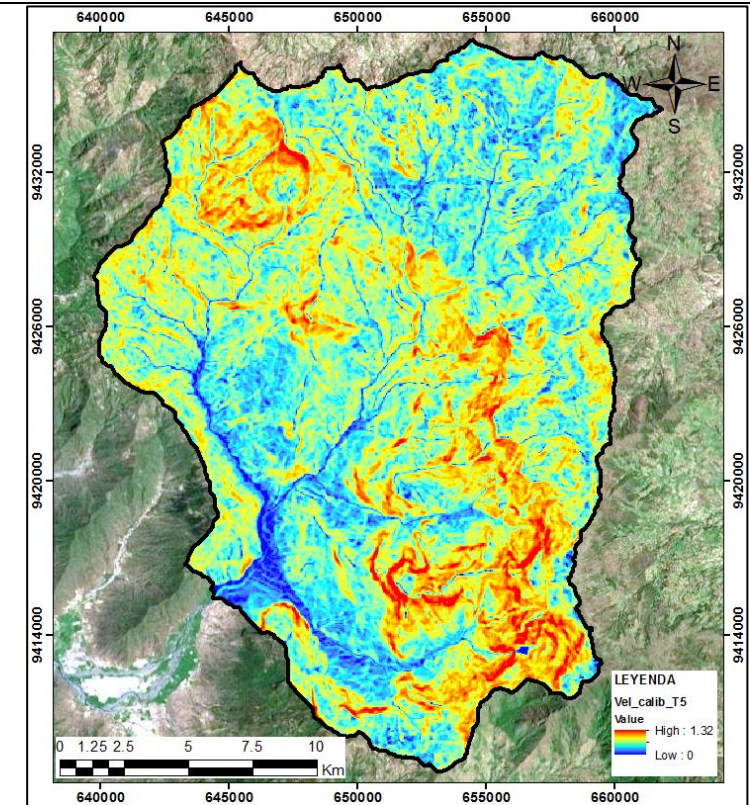 640000 645000 650000 655000 660000
N
W E
S
9432000 9432000
9426000 9426000
9420000 9420000
9414000 9414000
LEYENDA
Vel_calib_T5
Value
High : 1.32
Low : 0
0 1.25 2.5 5 7.5 10
Km
640000 645000 650000 655000 660000